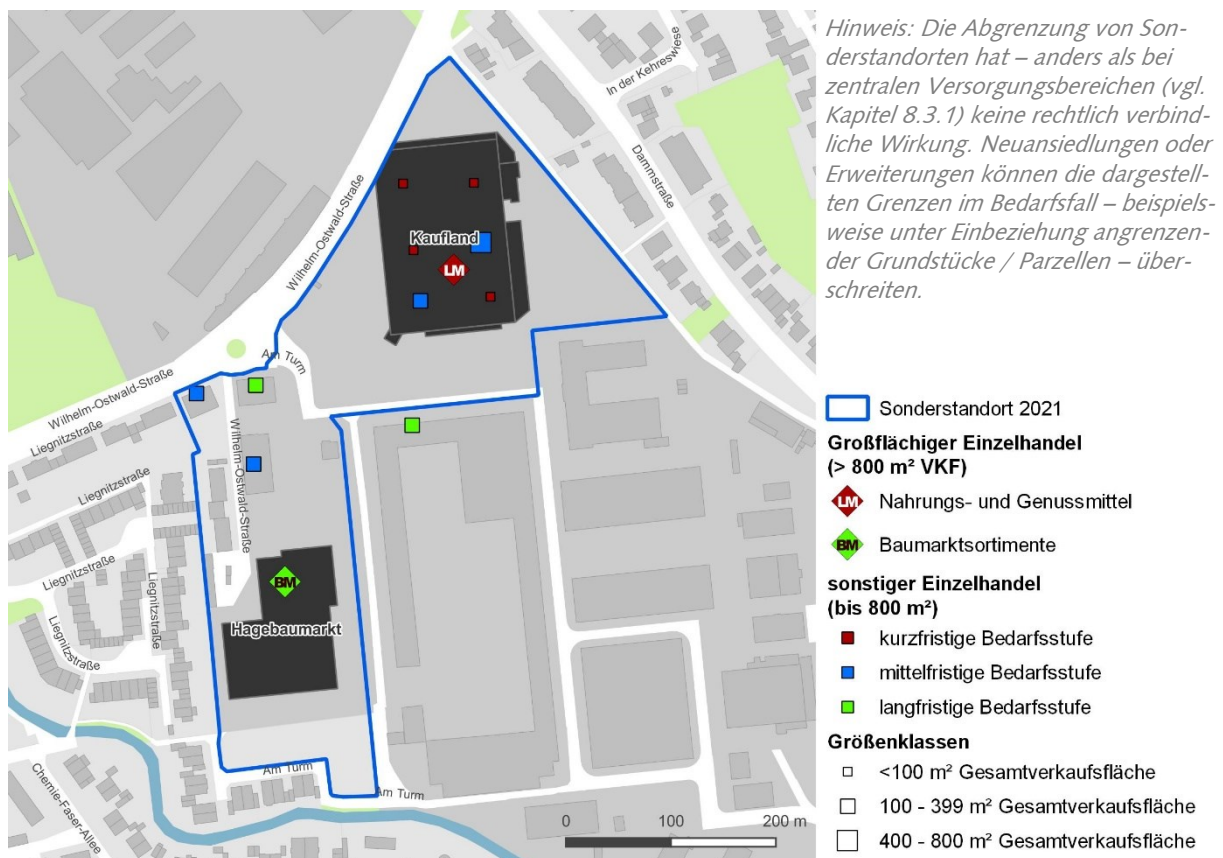 Hinweis: Die Abgrenzung von Son-
derstandorten hat – anders als bei
zentralen Versorgungsbereichen (vgl.
Kapitel 8.3.1) keine rechtlich verbind-
liche Wirkung. Neuansiedlungen oder
Erweiterungen können die dargestell-
ten Grenzen im Bedarfsfall – beispiels-
weise unter Einbeziehung angrenzen-
der Grundstücke / Parzellen – über-
schreiten.
In der Kehreswiese
Dammstraße
Wilhelm-Ostwald-Straße
Kaufland
LM
Am Turm
Wilhelm-Ostwald-Straße
Liegnitzstraße
Wilhelm-Ostwald-Straße
Liegnitzstraße
Liegnitzstraße
Liegnitzstraße
Liegnitzstraße
BM
Hagebaumarkt
Am Turm
Am Turm
Chemie-Faser-Allee
0 100 200 m
Sonderstandort 2021
Großflächiger Einzelhandel
(> 800 m² VKF)
LM Nahrungs- und Genussmittel
BM Baumarktsortimente
sonstiger Einzelhandel
(bis 800 m²)
kurzfristige Bedarfsstufe
mittelfristige Bedarfsstufe
langfristige Bedarfsstufe
Größenklassen
<100 m² Gesamtverkaufsfläche
100 - 399 m² Gesamtverkaufsfläche
400 - 800 m² Gesamtverkaufsfläche